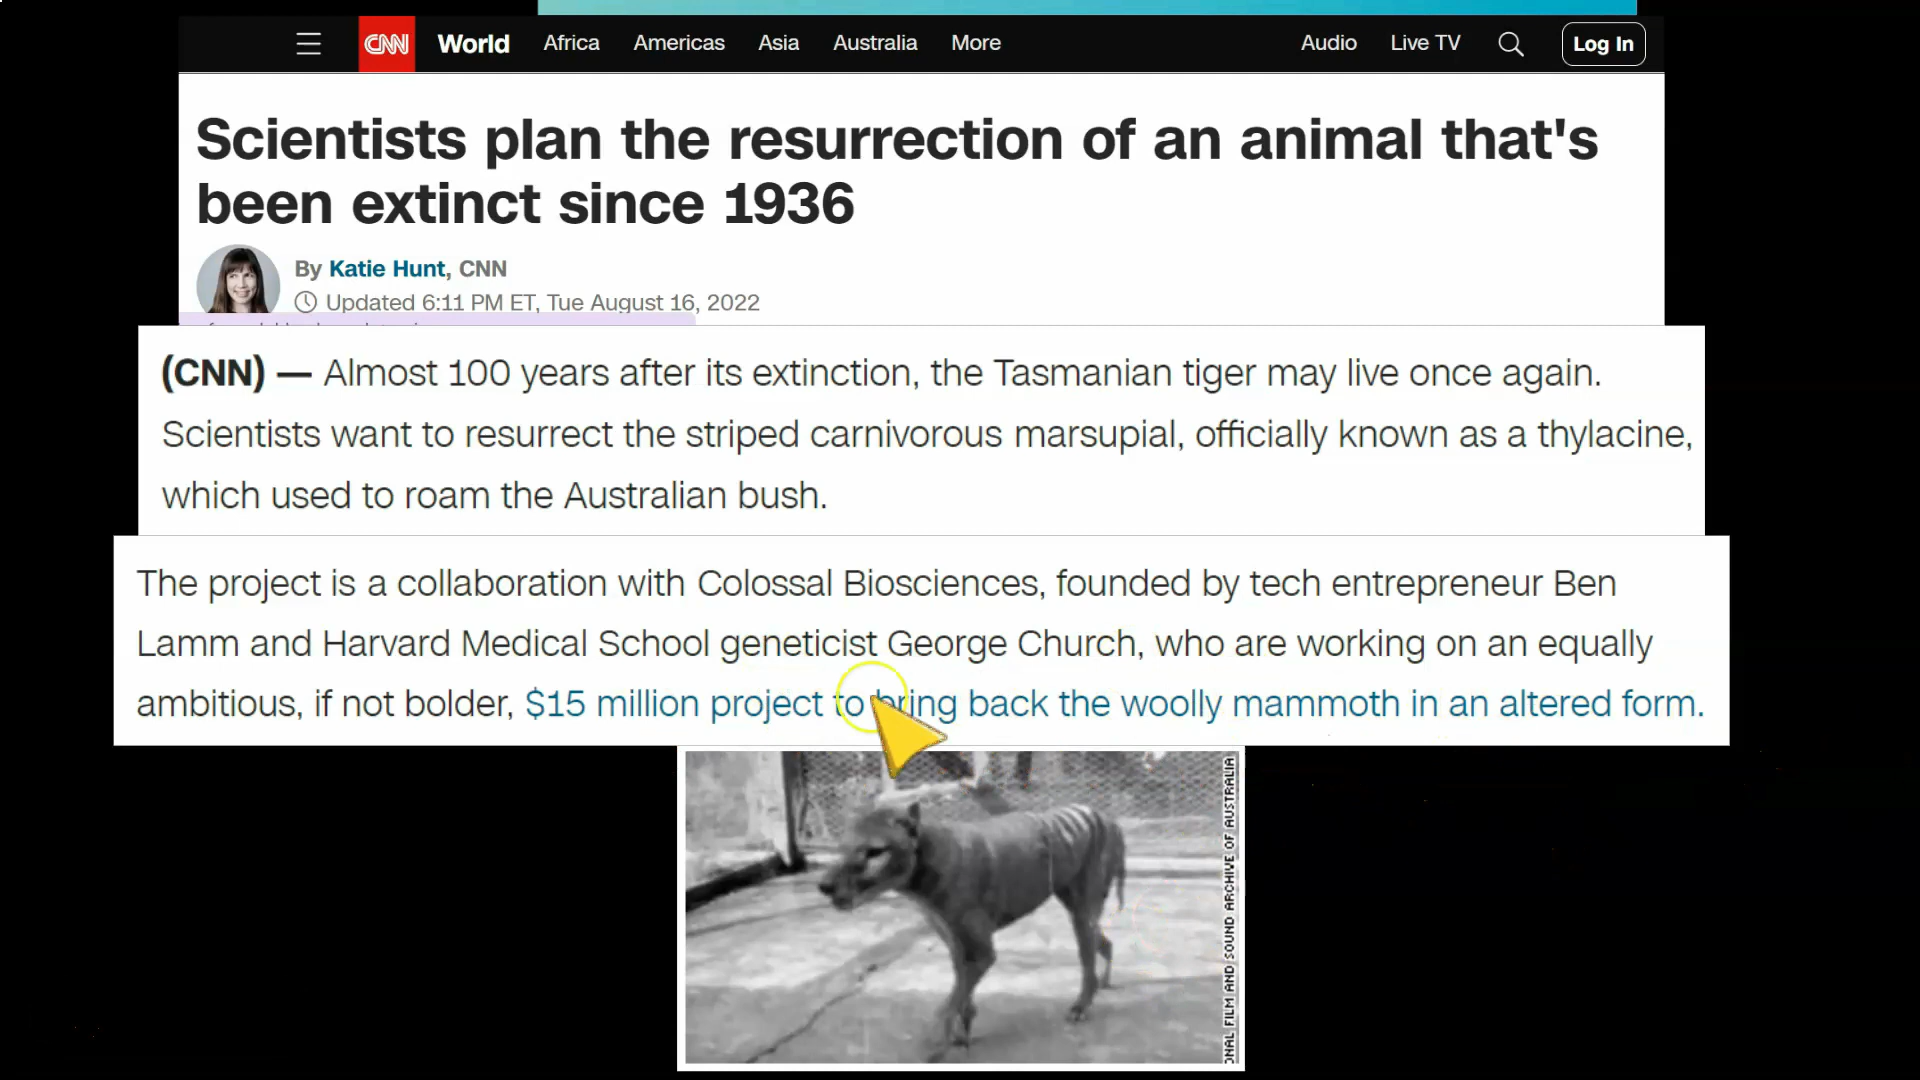 CNN World Africa Americas Asia Australia More Audio Live TV Log In
Scientists plan the resurrection of an animal that's
been extinct since 1936
By Katie Hunt, CNN
Updated 6:11 PM ET, Tue August 16, 2022
(CNN) — Almost 100 years after its extinction, the Tasmanian tiger may live once again.
Scientists want to resurrect the striped carnivorous marsupial, officially known as a thylacine,
which used to roam the Australian bush.
The project is a collaboration with Colossal Biosciences, founded by tech entrepreneur Ben
Lamm and Harvard Medical School geneticist George Church, who are working on an equally
ambitious, if not bolder, $15 million project to bring back the woolly mammoth in an altered form.
ONAL FILM AND SOUND ARCHIVE OF AUSTRALIA